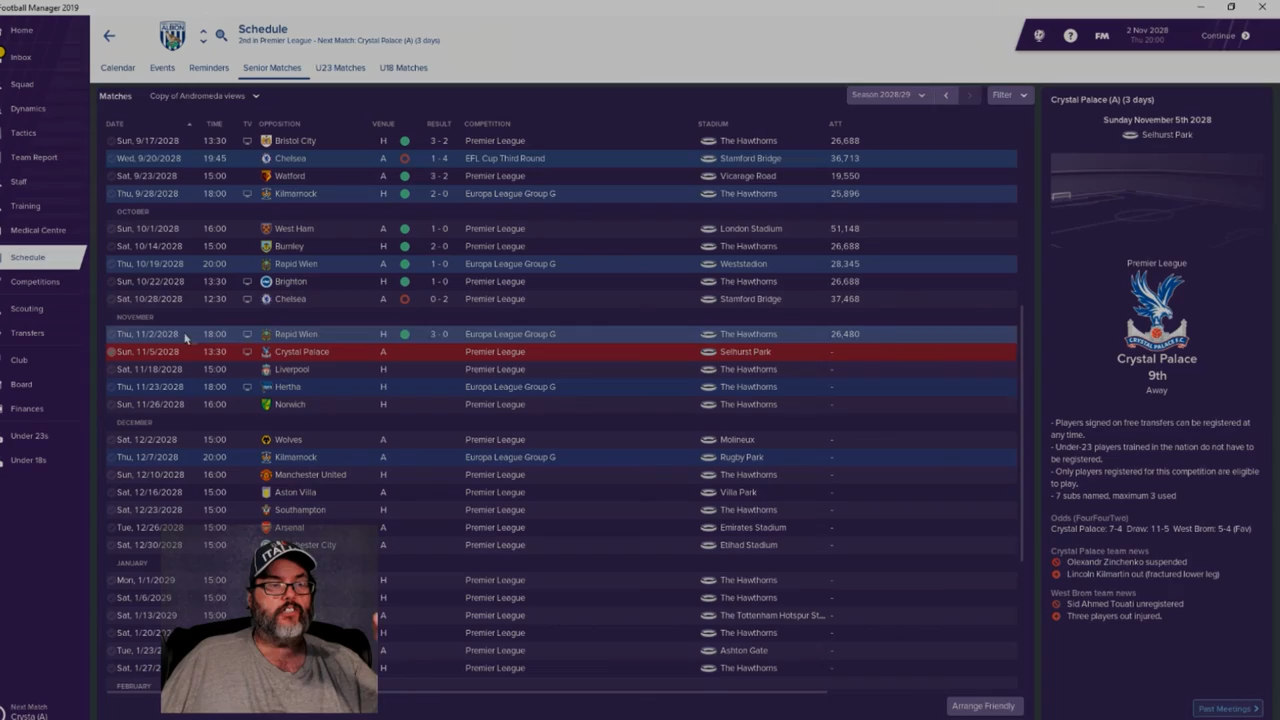 Football Manager 2019
Home
Inbox
Squad
Dynamics
Tactics
Team Report
Staff
Training
Medical Centre
Schedule
Competitions
Scouting
Transfers
Club
Board
Finances
Under 23s
Under 18s
Next Match
Crysta (A)
Schedule
2nd in Premier League - Next Match: Crystal Palace (A) (3 days)
FM
2 Nov 2028
Thu 20:00
Continue
Calendar Events Reminders Senior Matches U23 Matches U18 Matches
Matches Copy of Andromeda views Season 2028/29 Filter
DATE TIME TV OPPOSITION VENUE RESULT COMPETITION STADIUM ATT
Sun, 9/17/2028 13:30 Bristol City H 3 - 2 Premier League The Hawthorns 26,688
Wed, 9/20/2028 19:45 Chelsea A 1 - 4 EFL Cup Third Round Stamford Bridge 36,713
Sat, 9/23/2028 15:00 Watford A 3 - 2 Premier League Vicarage Road 19,550
Thu, 9/28/2028 18:00 Kilmarnock H 2 - 0 Europa League Group G The Hawthorns 25,896
OCTOBER
Sun, 10/1/2028 16:00 West Ham A 1 - 0 Premier League London Stadium 51,148
Sat, 10/14/2028 15:00 Burnley H 2 - 0 Premier League The Hawthorns 26,688
Thu, 10/19/2028 20:00 Rapid Wien A 1 - 0 Europa League Group G Weststadion 28,345
Sun, 10/22/2028 13:30 Brighton H 1 - 0 Premier League The Hawthorns 26,688
Sat, 10/28/2028 12:30 Chelsea A 0 - 2 Premier League Stamford Bridge 37,468
NOVEMBER
Thu, 11/2/2028 18:00 Rapid Wien H 3 - 0 Europa League Group G The Hawthorns 26,480
Sun, 11/5/2028 13:30 Crystal Palace A Premier League Selhurst Park -
Sat, 11/18/2028 15:00 Liverpool H Premier League The Hawthorns -
Thu, 11/23/2028 18:00 Hertha H Europa League Group G The Hawthorns -
Sun, 11/26/2028 16:00 Norwich H Premier League The Hawthorns -
DECEMBER
Sat, 12/2/2028 15:00 Wolves A Premier League Molineux -
Thu, 12/7/2028 20:00 Kilmarnock A Europa League Group G Rugby Park -
Sun, 12/10/2028 16:00 Manchester United H Premier League The Hawthorns -
Sat, 12/16/2028 15:00 Aston Villa A Premier League Villa Park -
Sat, 12/23/2028 15:00 Southampton H Premier League The Hawthorns -
Tue, 12/26/2028 15:00 Arsenal A Premier League Emirates Stadium -
Sat, 12/30/2028 15:00 City A Premier League Etihad Stadium -
JANUARY
Mon, 1/1/2029 15:00 H Premier League The Hawthorns -
Sat, 1/6/2029 15:00 H Premier League The Hawthorns -
Sat, 1/13/2029 15:00 A Premier League The Tottenham Hotspur St... -
Sat, 1/20/2 H Premier League The Hawthorns -
Tue, 1/23/2 A Premier League Ashton Gate -
Sat, 1/27/2 H Premier League The Hawthorns -
FEBRUARY
Arrange Friendly
ITA
Crystal Palace (A) (3 days)
Sunday November 5th 2028
Selhurst Park
Premier League
Crystal Palace
9th
Away
- Players signed on free transfers can be registered at
any time.
- Under-23 players trained in the nation do not have to
be registered.
- Only players registered for this competition are eligible
to play.
- 7 subs named, maximum 3 used
Odds (FourFourTwo)
Crystal Palace: 7-4 Draw: 11-5 West Brom: 5-4 (Fav)
Crystal Palace team news
Olexandr Zinchenko suspended
Lincoln Kilmartin out (fractured lower leg)
West Brom team news
Sid Ahmed Touati unregistered
Three players out injured.
Past Meetings >